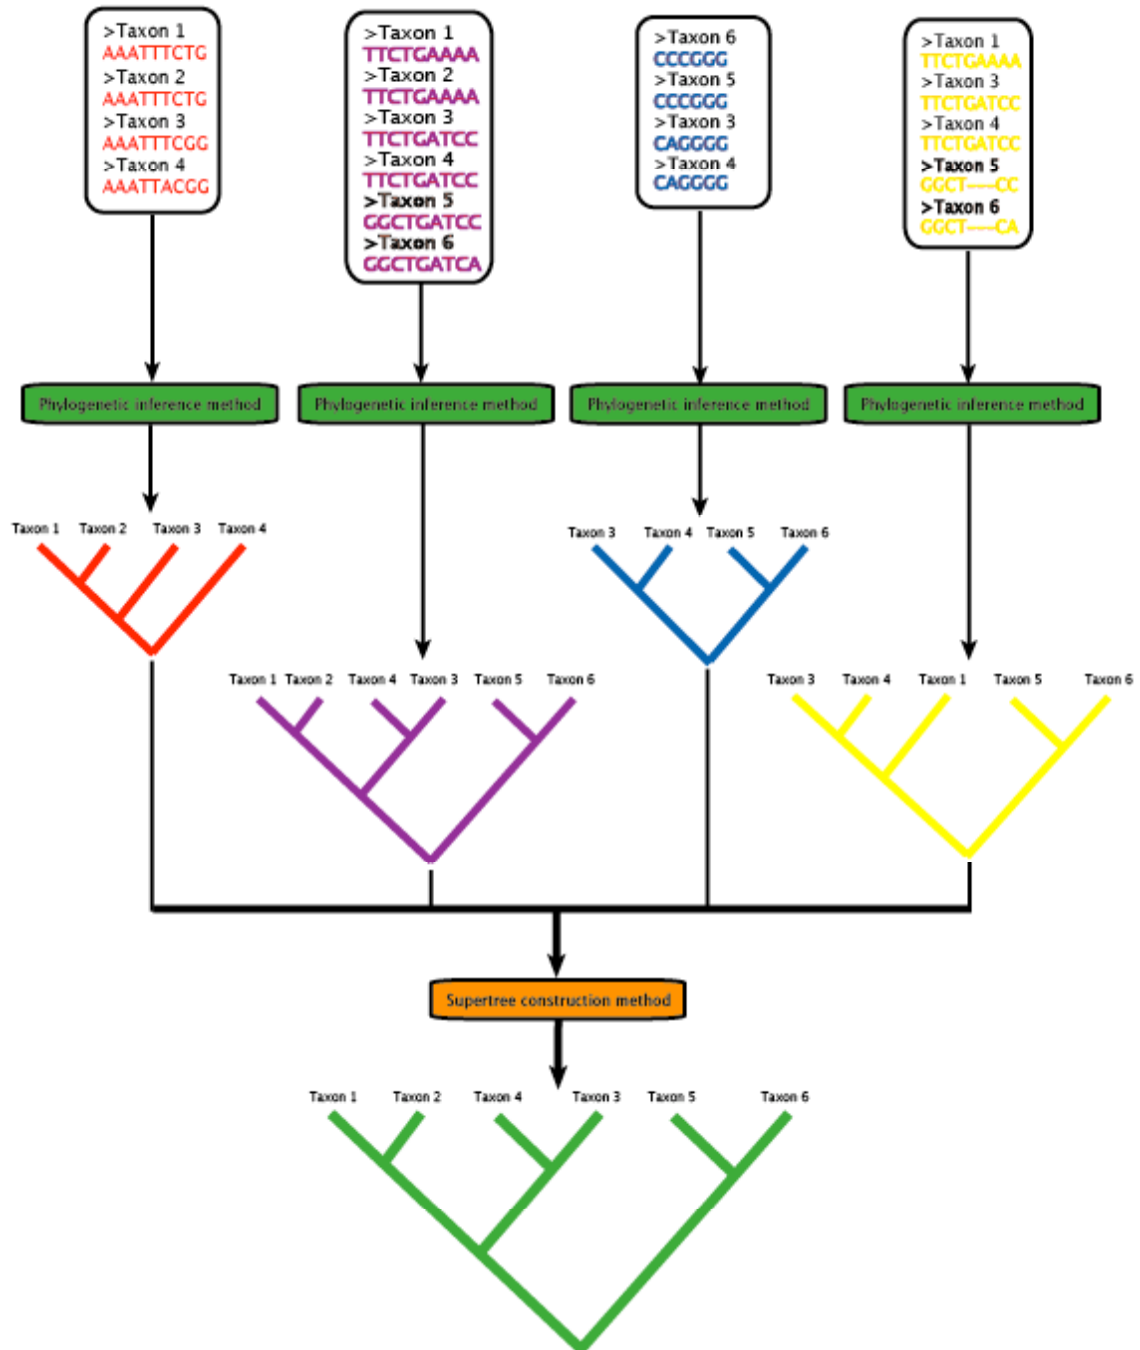 >Taxon 1
AAATTTCTG
>Taxon 2
AAATTTCTG
>Taxon 3
AAATTTCGG
>Taxon 4
AAATTACGG
>Taxon 1
TTCTGAAAA
>Taxon 2
TTCTGAAAA
>Taxon 3
TTCTGATCC
>Taxon 4
TTCTGATCC
>Taxon 5
GGCTGATCC
>Taxon 6
GGCTGATCA
>Taxon 6
CCCGGG
>Taxon 5
CCCGGG
>Taxon 3
CAGGGG
>Taxon 4
CAGGGG
>Taxon 1
TTCTGAAAA
>Taxon 3
TTCTGATCC
>Taxon 4
TTCTGATCC
>Taxon 5
GGCT---CC
>Taxon 6
GGCT---CA
Phylogenetic inference method
Phylogenetic inference method
Phylogenetic inference method
Phylogenetic inference method
Taxon 1 Taxon 2 Taxon 3 Taxon 4
Taxon 3 Taxon 4 Taxon 5 Taxon 6
Taxon 1 Taxon 2 Taxon 4 Taxon 3 Taxon 5 Taxon 6
Taxon 3 Taxon 4 Taxon 1 Taxon 5 Taxon 6
Supertree construction method
Taxon 1 Taxon 2 Taxon 4 Taxon 3 Taxon 5 Taxon 6